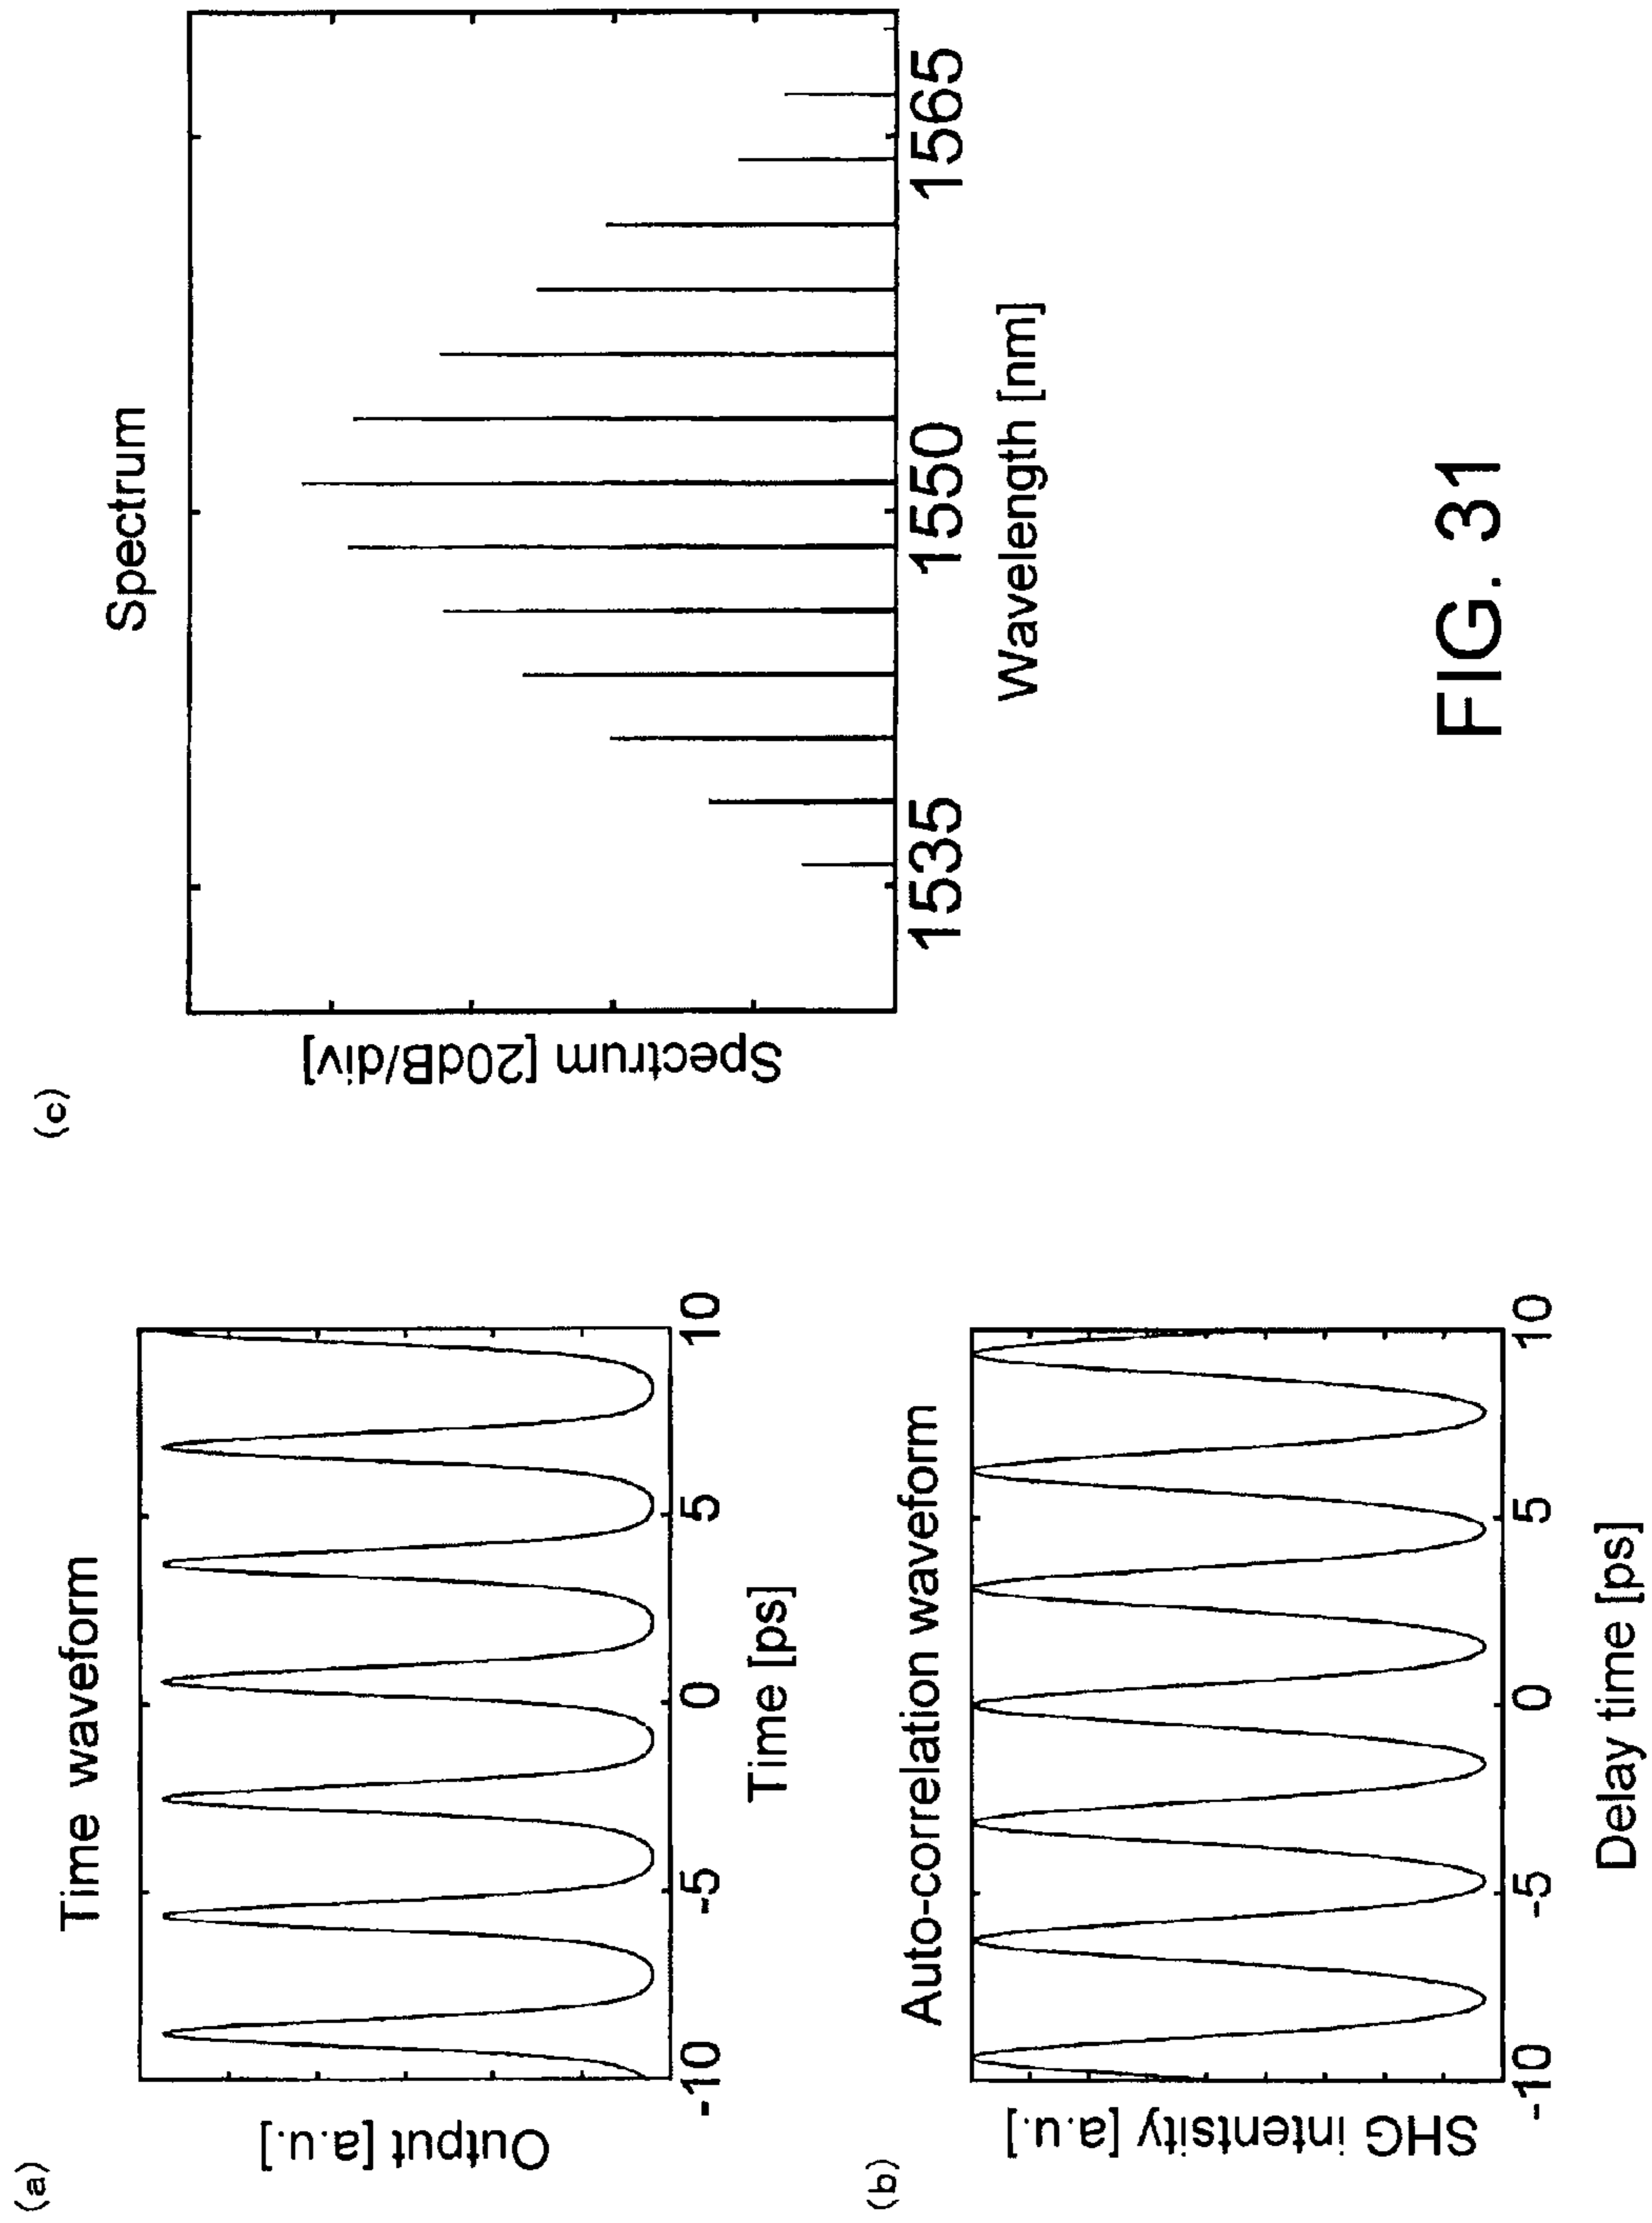 (a)
Time waveform
Output [a.u.]
-10 -5 0 5 10
Time [ps]
(b)
Auto-correlation waveform
SHG intentsity [a.u.]
-10 -5 0 5 10
Delay time [ps]
(c)
Spectrum
Spectrum [20dB/div]
1535 1550 1565
Wavelength [nm]
FIG. 31